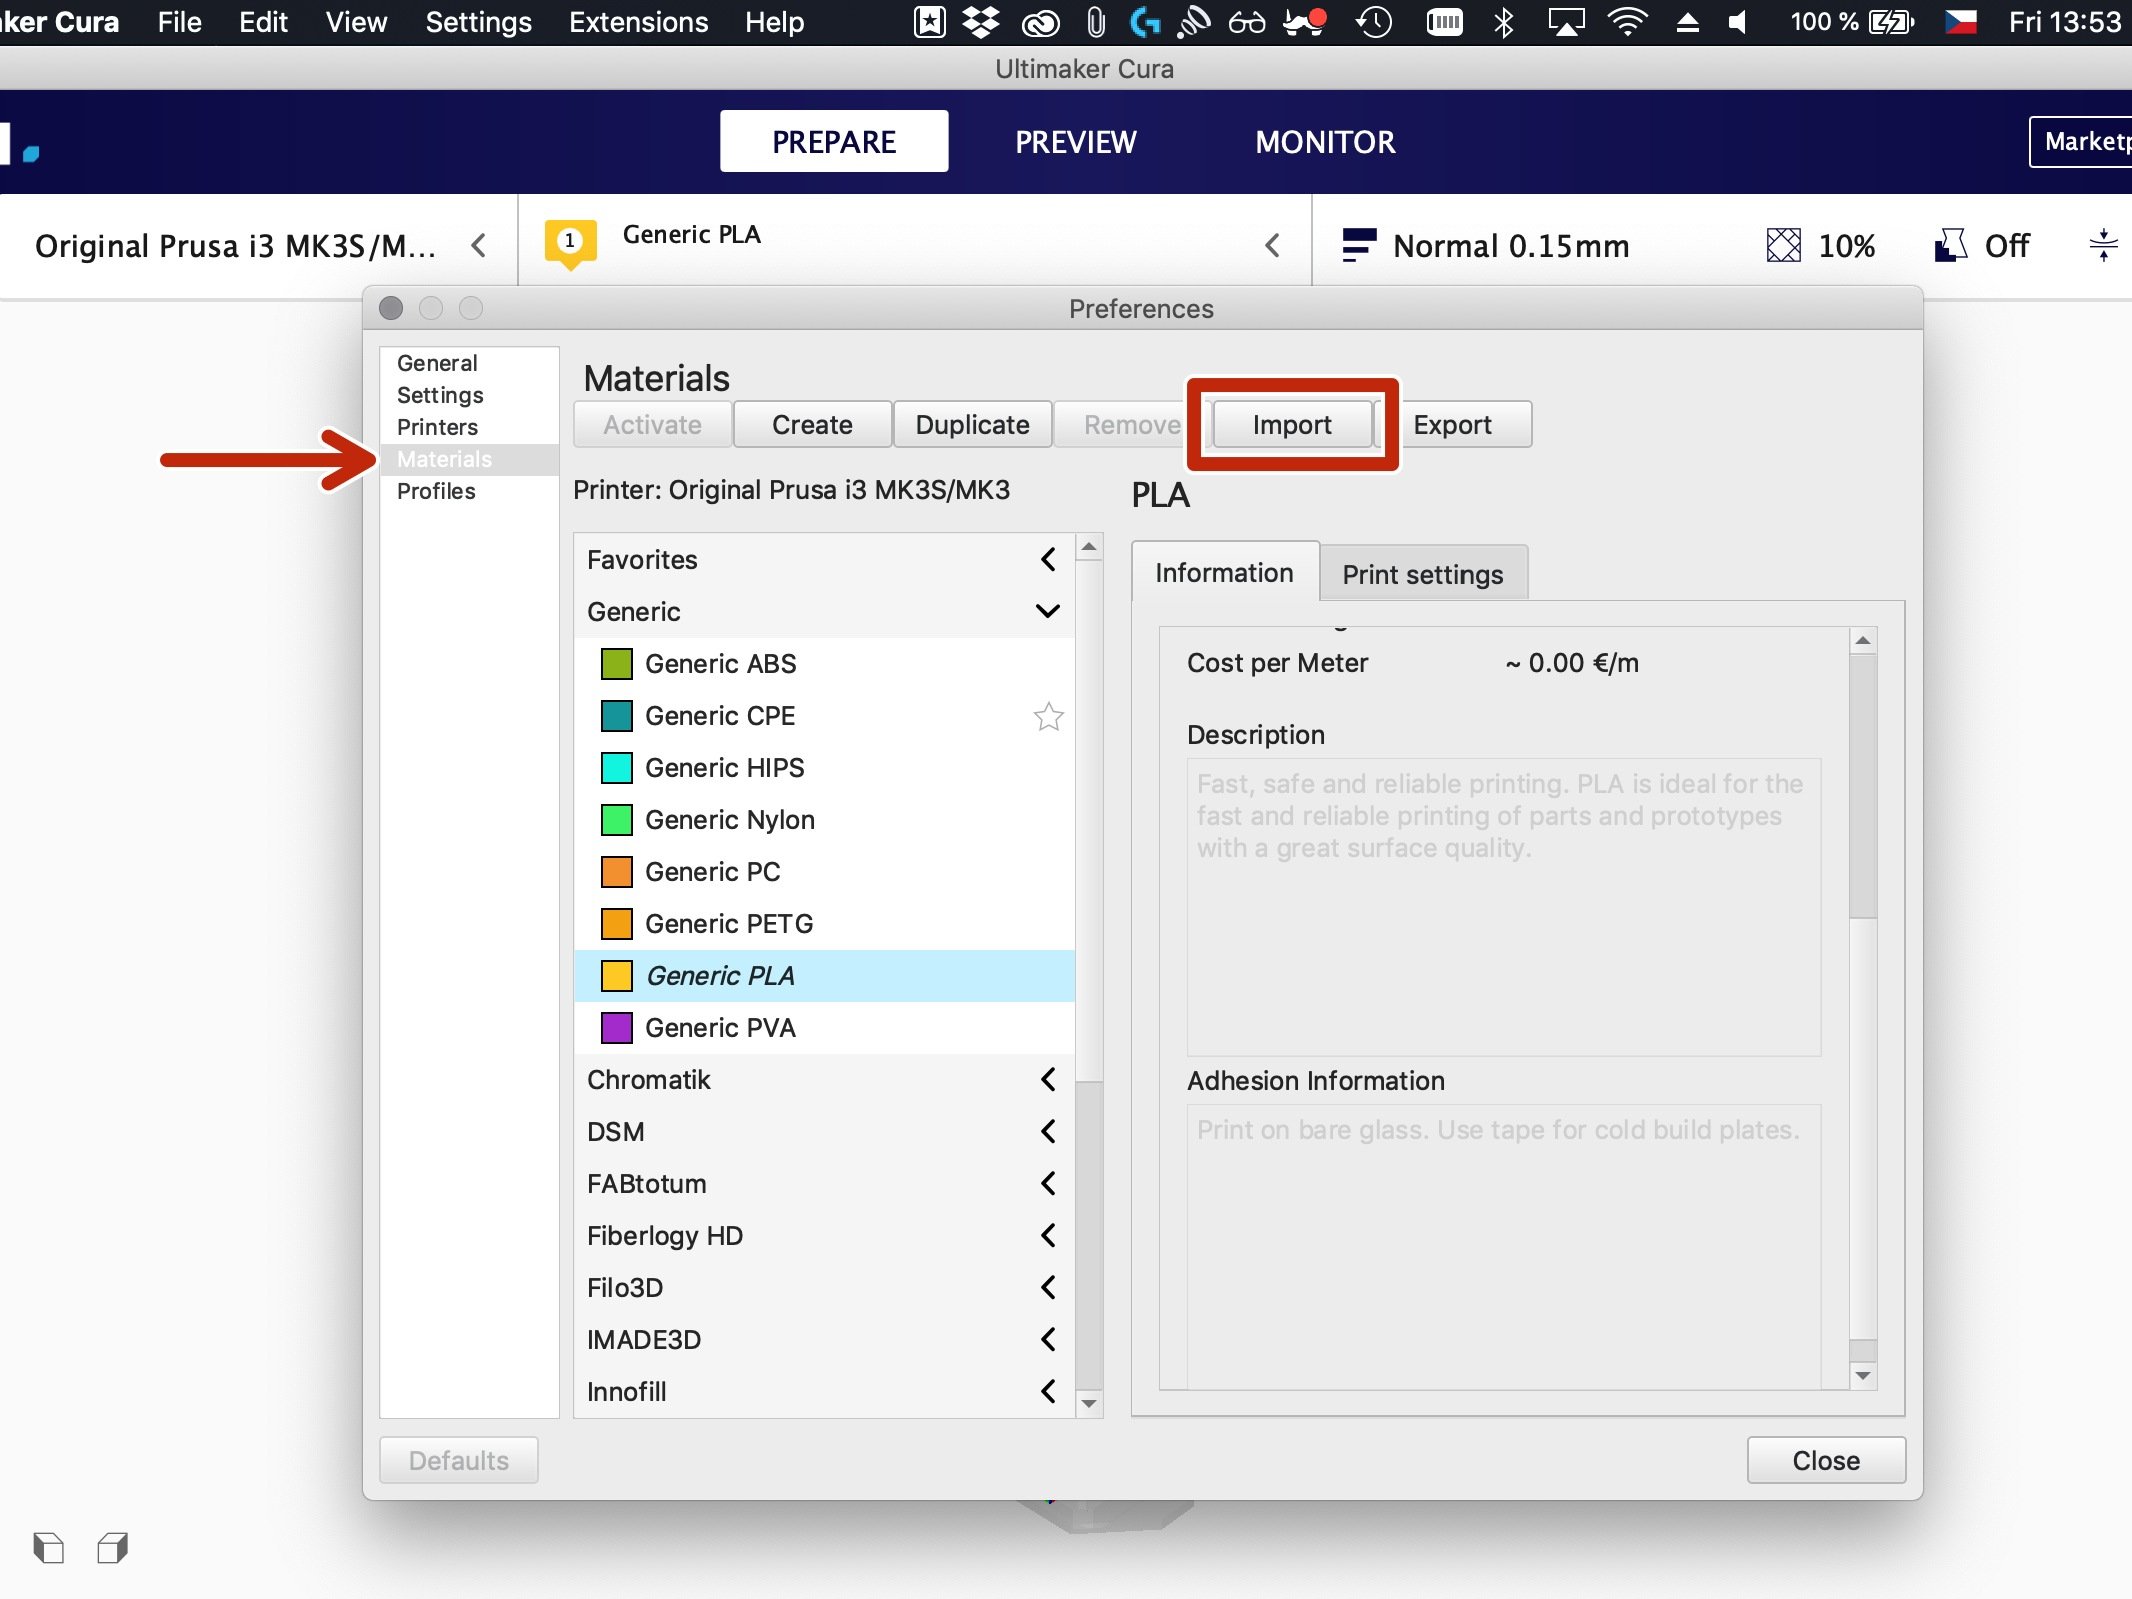 ker Cura File Edit View Settings Extensions Help 100 % Fri 13:53
Ultimaker Cura
PREPARE PREVIEW MONITOR Marketp
Original Prusa i3 MK3S/M... 1 Generic PLA Normal 0.15mm 10% Off
Preferences
General
Settings
Printers
Materials
Profiles
Materials
Activate Create Duplicate Remove Import Export
Printer: Original Prusa i3 MK3S/MK3
Favorites
Generic
Generic ABS
Generic CPE
Generic HIPS
Generic Nylon
Generic PC
Generic PETG
Generic PLA
Generic PVA
Chromatik
DSM
FABtotum
Fiberlogy HD
Filo3D
IMADE3D
Innofill
PLA
Information Print settings
Cost per Meter ~ 0.00 €/m
Description
Fast, safe and reliable printing. PLA is ideal for the
fast and reliable printing of parts and prototypes
with a great surface quality.
Adhesion Information
Print on bare glass. Use tape for cold build plates.
Defaults Close